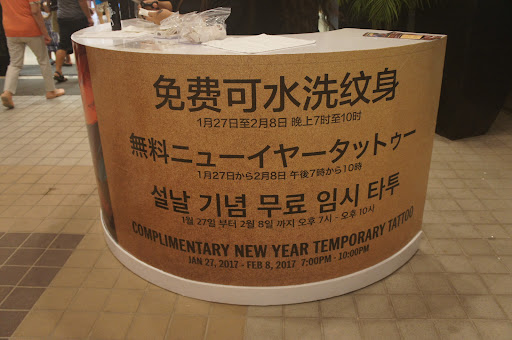 免费可水洗纹身
1月27日至2月8日 晚上7时至10时
無料ニューイヤータットゥー
1月27日から2月8日 午後7時から10時
설날 기념 무료 임시 타투
1월 27일 부터 2월 8일 까지 오후 7시 - 오후 10시
COMPLIMENTARY NEW YEAR TEMPORARY TATTOO
JAN 27, 2017 - FEB 8, 2017 7:00PM - 10:00PM